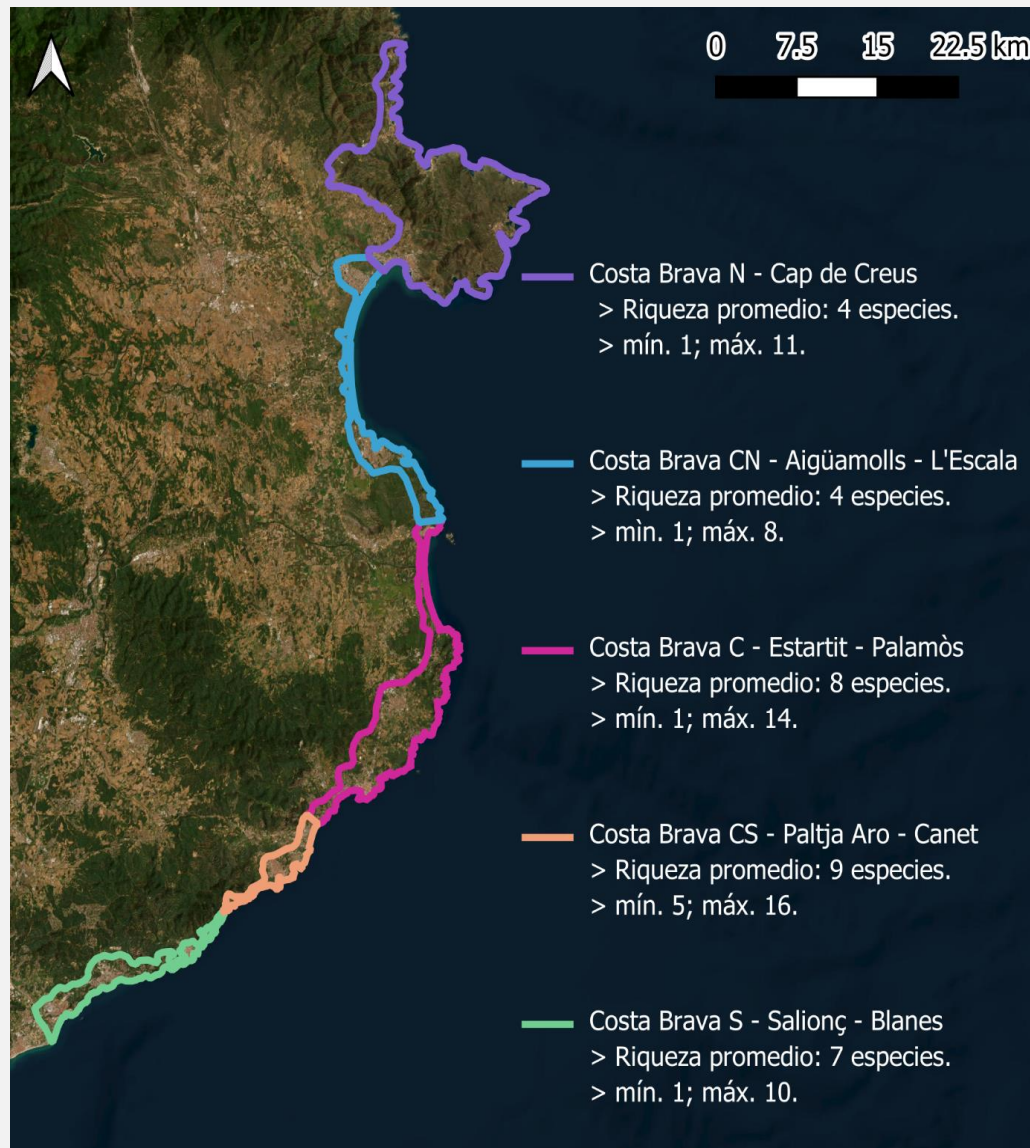 0 7.5 15 22.5 km
Costa Brava N - Cap de Creus
> Riqueza promedio: 4 especies.
> mín. 1; máx. 11.
Costa Brava CN - Aigüamolls - L'Escala
> Riqueza promedio: 4 especies.
> mìn. 1; máx. 8.
Costa Brava C - Estartit - Palamòs
> Riqueza promedio: 8 especies.
> mín. 1; máx. 14.
Costa Brava CS - Paltja Aro - Canet
> Riqueza promedio: 9 especies.
> mín. 5; máx. 16.
Costa Brava S - Salionç - Blanes
> Riqueza promedio: 7 especies.
> mín. 1; máx. 10.